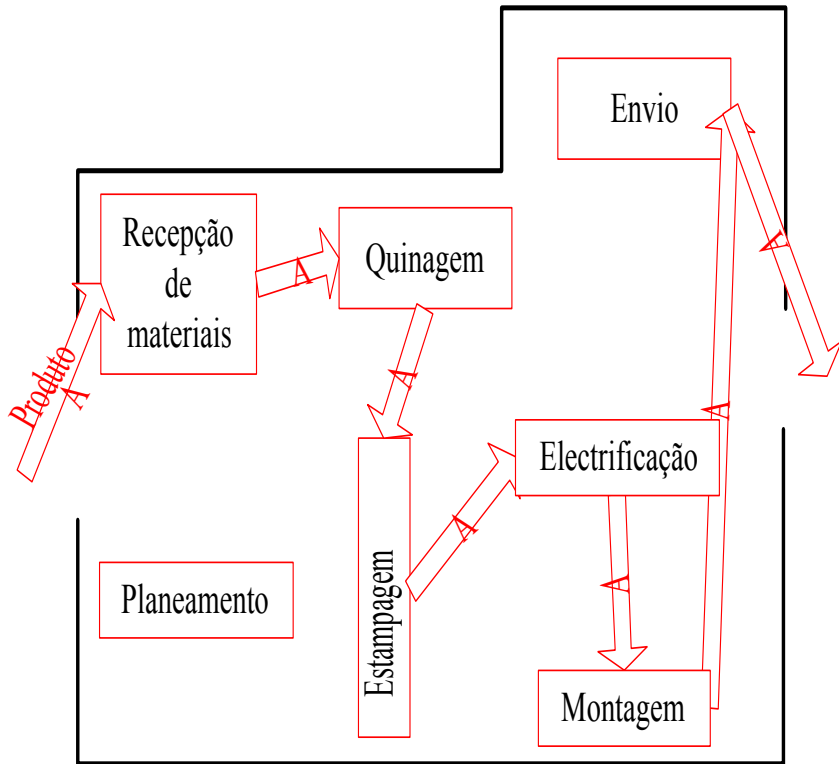 Envio
Recepção
de
materiais
A
Quinagem
A
Produto
A
A
A
Electrificação
A
A
Estampagem
Planeamento
A
Montagem